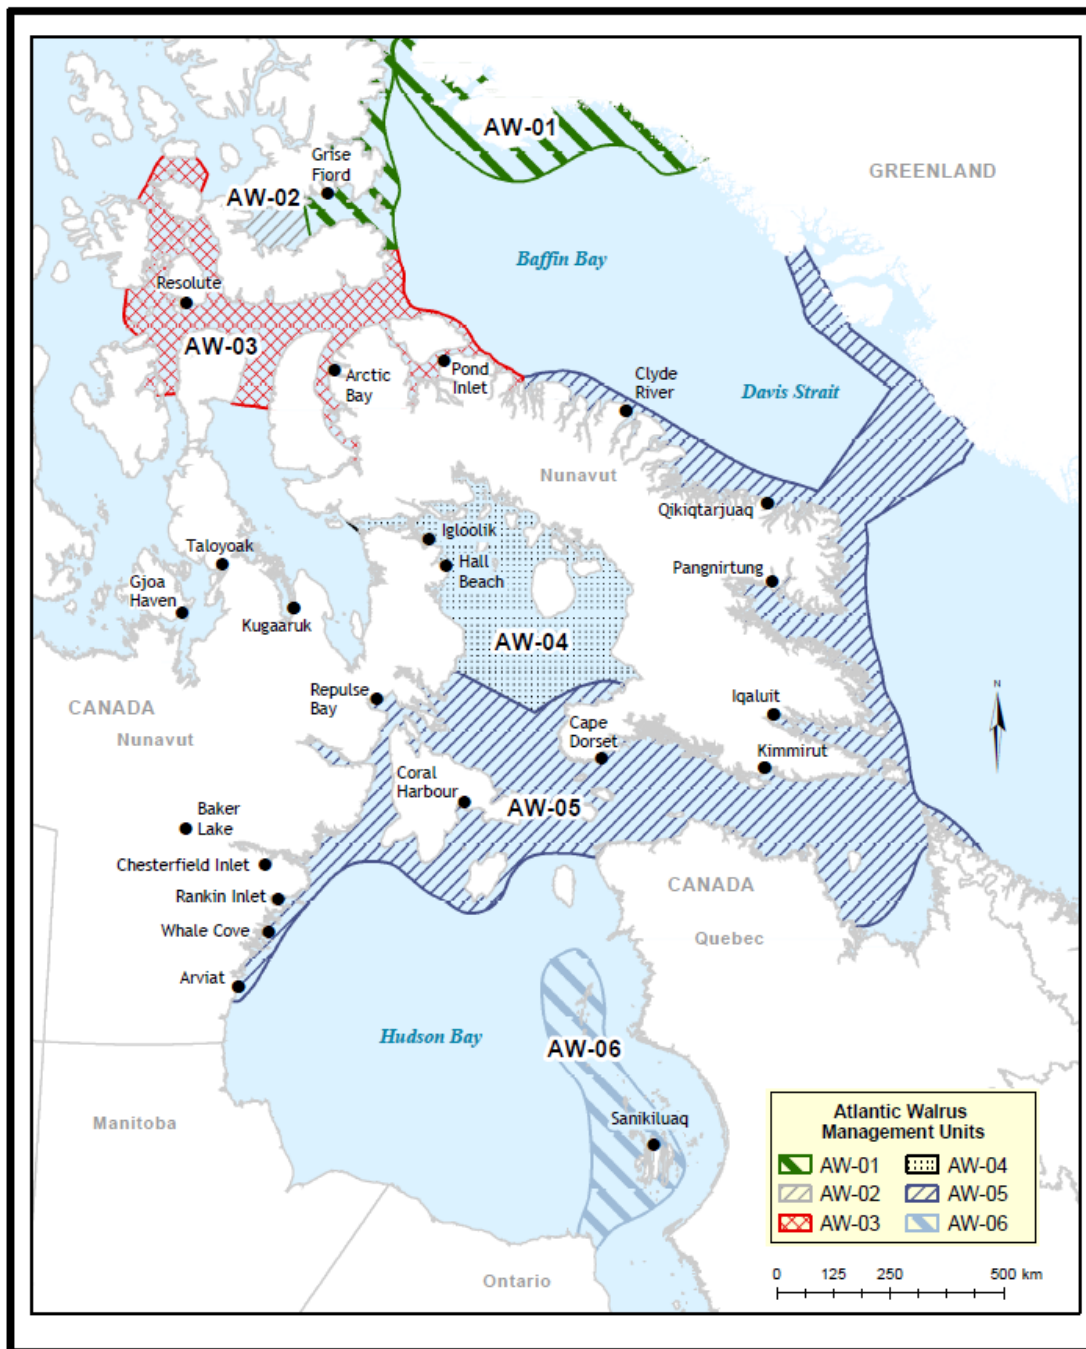 AW-01
Grise
Fiord
GREENLAND
AW-02
Baffin Bay
Resolute
AW-03
Arctic
Bay
Pond
Inlet
Clyde
River
Davis Strait
Nunavut
Qikiqtarjuaq
Igloolik
Taloyoak
Hall
Beach
Pangnirtung
Gjoa
Haven
Kugaaruk
AW-04
N
Repulse
Bay
CANADA
Nunavut
Iqaluit
Cape
Dorset
Kimmirut
Coral
Harbour
AW-05
Baker
Lake
Chesterfield Inlet
Rankin Inlet
CANADA
Whale Cove
Quebec
Arviat
Hudson Bay
AW-06
Sanikiluaq
Manitoba
Ontario
Atlantic Walrus
Management Units
AW-01 AW-04
AW-02 AW-05
AW-03 AW-06
0 125 250 500 km